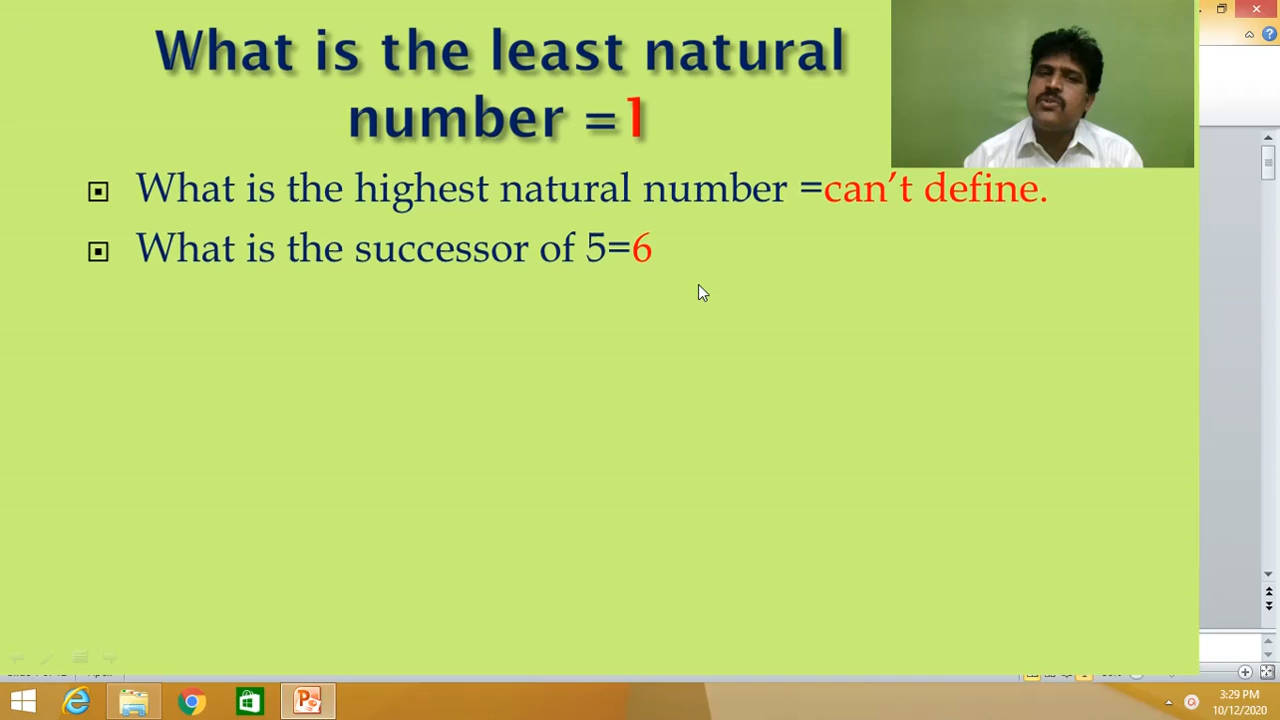 What is the least natural
number =1
What is the highest natural number =can’t define.
What is the successor of 5=6
3:29 PM
10/12/2020